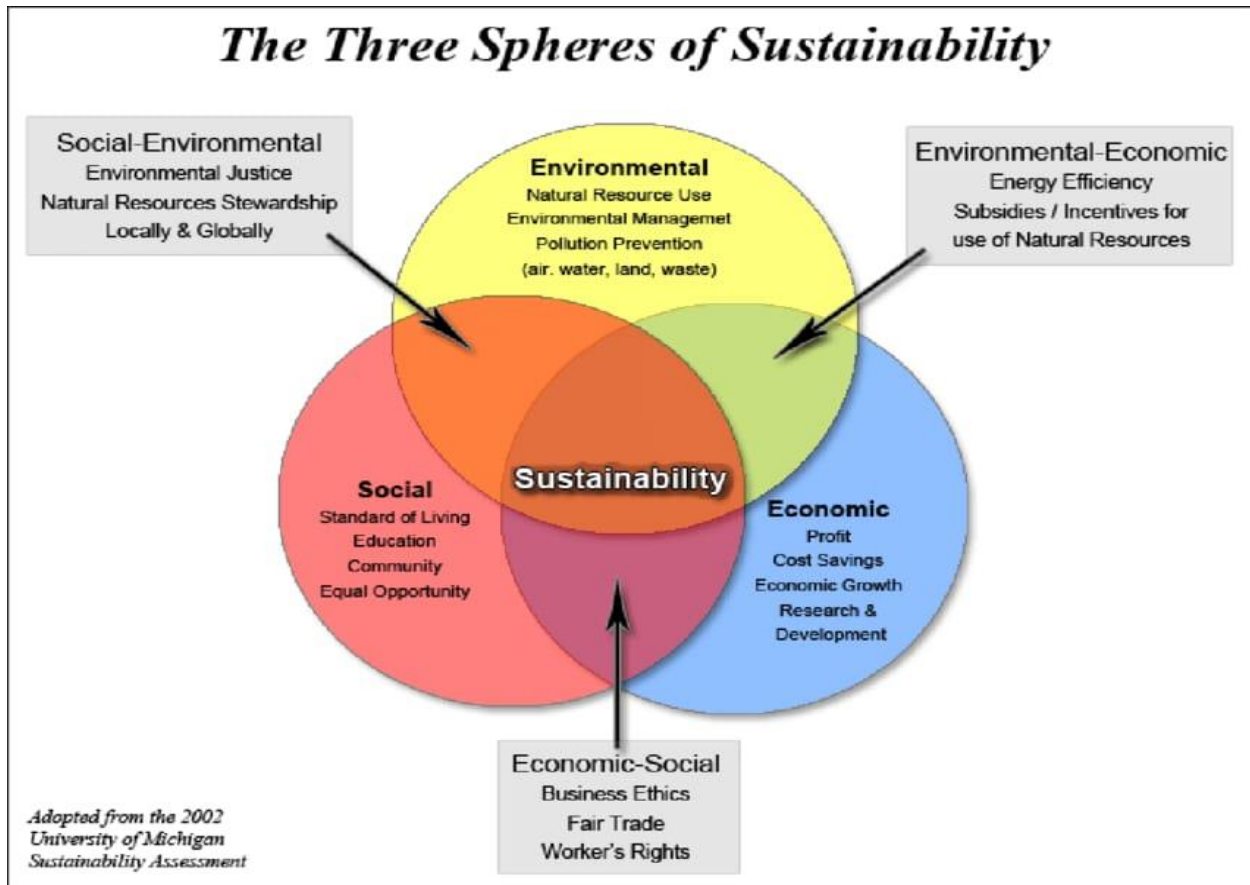 The Three Spheres of Sustainability
Social-Environmental
Environmental Justice
Natural Resources Stewardship
Locally & Globally
Environmental
Natural Resource Use
Environmental Managemet
Pollution Prevention
(air. water, land, waste)
Environmental-Economic
Energy Efficiency
Subsidies / Incentives for
use of Natural Resources
Sustainability
Social
Standard of Living
Education
Community
Equal Opportunity
Economic
Profit
Cost Savings
Economic Growth
Research &
Development
Economic-Social
Business Ethics
Fair Trade
Worker's Rights
Adopted from the 2002
University of Michigan
Sustainability Assessment